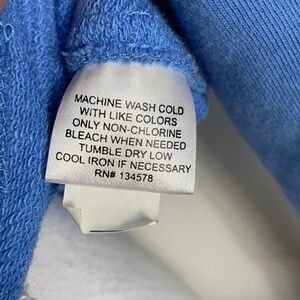 MACHINE WASH COLD
WITH LIKE COLORS
ONLY NON-CHLORINE
BLEACH WHEN NEEDED
TUMBLE DRY LOW
COOL IRON IF NECESSARY
RN# 134578